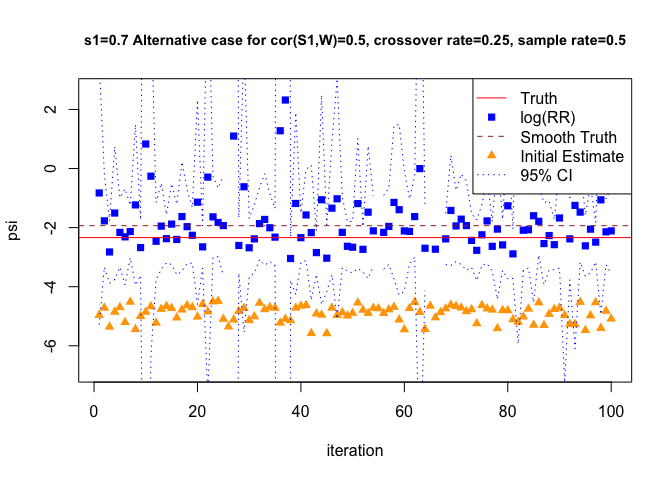 s1=0.7 Alternative case for cor(S1,W)=0.5, crossover rate=0.25, sample rate=0.5
Truth
log(RR)
Smooth Truth
Initial Estimate
95% CI
2
0
-2
-4
-6
psi
0 20 40 60 80 100
iteration